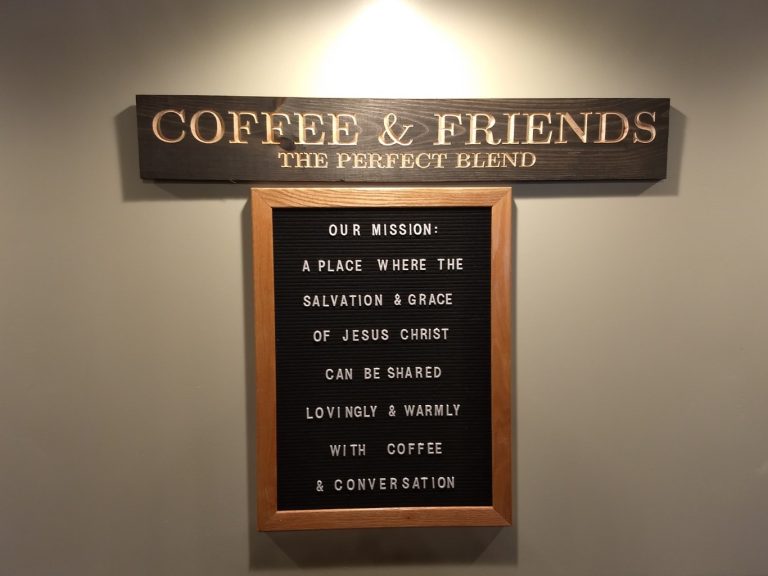 COFFEE & FRIENDS
THE PERFECT BLEND
OUR MISSION:
A PLACE WHERE THE
SALVATION & GRACE
OF JESUS CHRIST
CAN BE SHARED
LOVINGLY & WARMLY
WITH COFFEE
& CONVERSATION